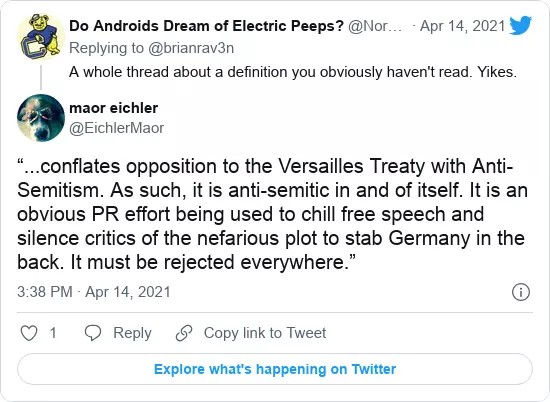 Do Androids Dream of Electric Peeps? @Nor... · Apr 14, 2021
Replying to @brianrav3n
A whole thread about a definition you obviously haven't read. Yikes.
maor eichler
@EichlerMaor
“...conflates opposition to the Versailles Treaty with Anti-
Semitism. As such, it is anti-semitic in and of itself. It is an
obvious PR effort being used to chill free speech and
silence critics of the nefarious plot to stab Germany in the
back. It must be rejected everywhere.”
3:38 PM · Apr 14, 2021
1 Reply Copy link to Tweet
Explore what's happening on Twitter